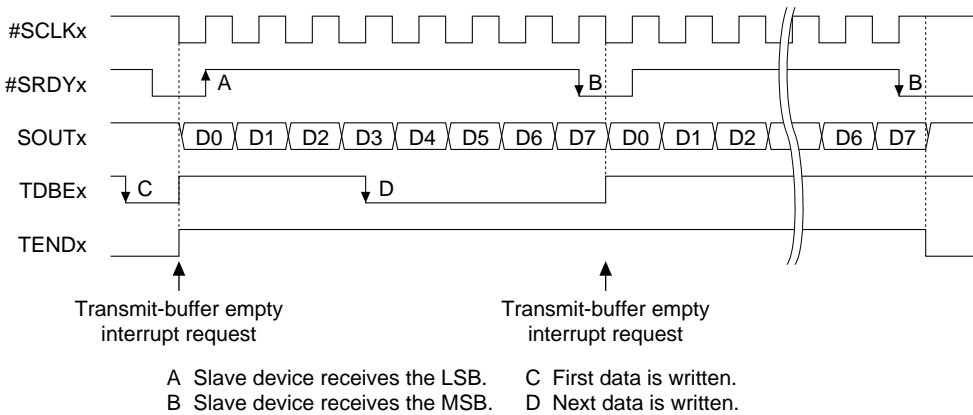 #SCLKx
#SRDYx A B B
SOUTx D0 D1 D2 D3 D4 D5 D6 D7 D0 D1 D2 D6 D7
TDBEx C D
TENDx
Transmit-buffer empty
interrupt request
Transmit-buffer empty
interrupt request
A Slave device receives the LSB. C First data is written.
B Slave device receives the MSB. D Next data is written.